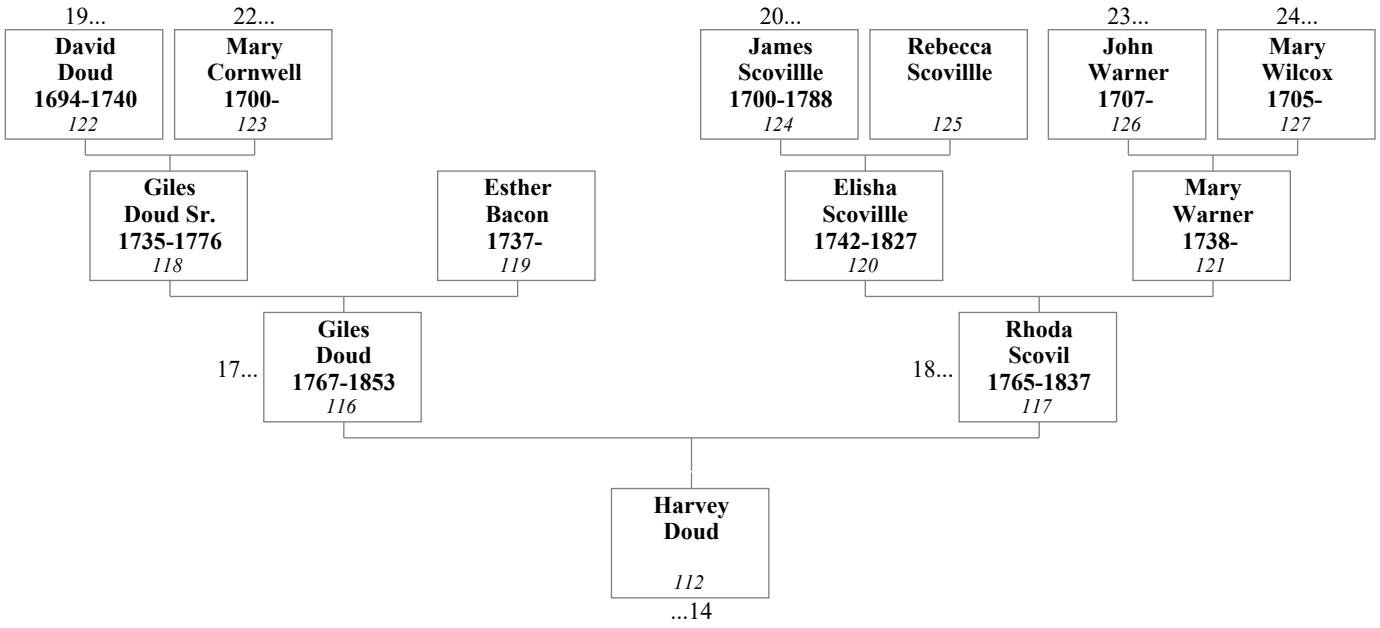 19...
22...
20...
23...
24...
David
Doud
1694-1740
122
Mary
Cornwell
1700-
123
James
Scovillle
1700-1788
124
Rebecca
Scovillle
125
John
Warner
1707-
126
Mary
Wilcox
1705-
127
Giles
Doud Sr.
1735-1776
118
Esther
Bacon
1737-
119
Elisha
Scovillle
1742-1827
120
Mary
Warner
1738-
121
17...
Giles
Doud
1767-1853
116
18...
Rhoda
Scovil
1765-1837
117
Harvey
Doud
112
...14